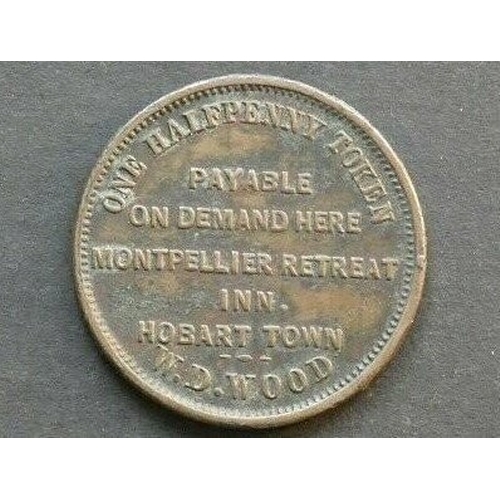 ONE HALFPENNY TOKEN
PAYABLE
ON DEMAND HERE
MONTPELLIER RETREAT
INN.
HOBART TOWN
W.D.WOOD